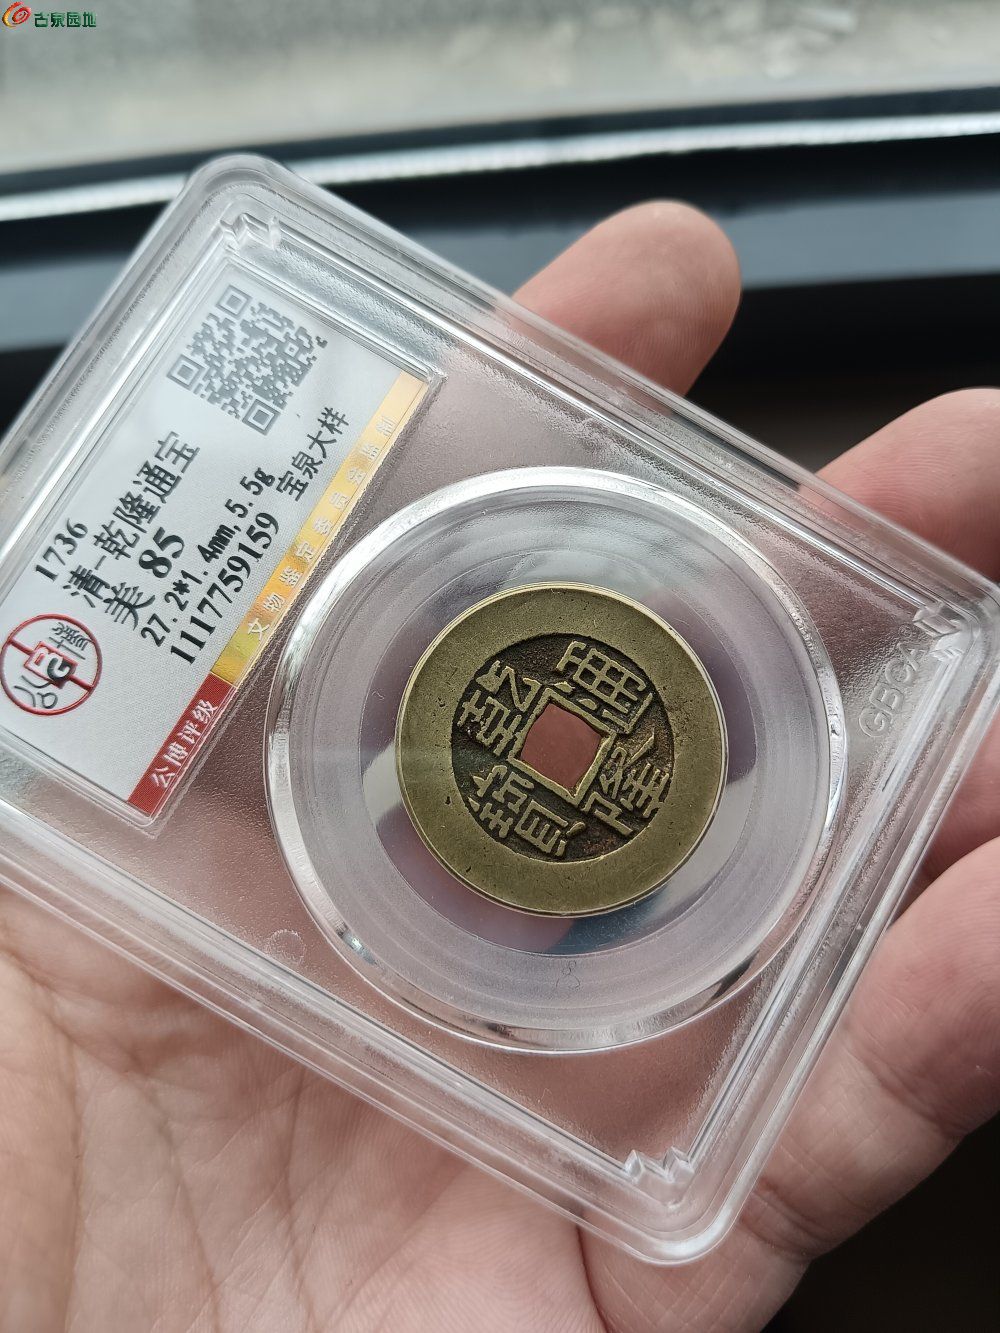 古泉园地
1736
清-乾隆通宝
美 85
27.2*1.4mm,5.5g
1117759159
宝泉大样
文物鉴定委员会监制
公博评级
公博
GBCA
乾隆通寶